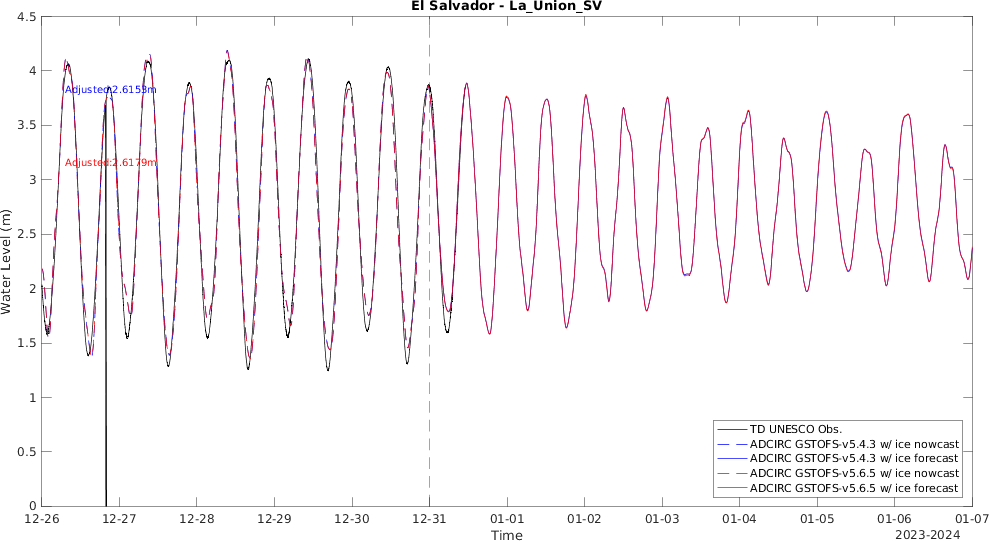 El Salvador - La_Union_SV
4.5
4
3.5
3
2.5
2
1.5
1
0.5
0
Water Level (m)
Adjusted:2.6153m
Adjusted:2.6179m
TD UNESCO Obs.
ADCIRC GSTOFS-v5.4.3 w/ ice nowcast
ADCIRC GSTOFS-v5.4.3 w/ ice forecast
ADCIRC GSTOFS-v5.6.5 w/ ice nowcast
ADCIRC GSTOFS-v5.6.5 w/ ice forecast
12-26 12-27 12-28 12-29 12-30 12-31 01-01 01-02 01-03 01-04 01-05 01-06 01-07
Time
2023-2024